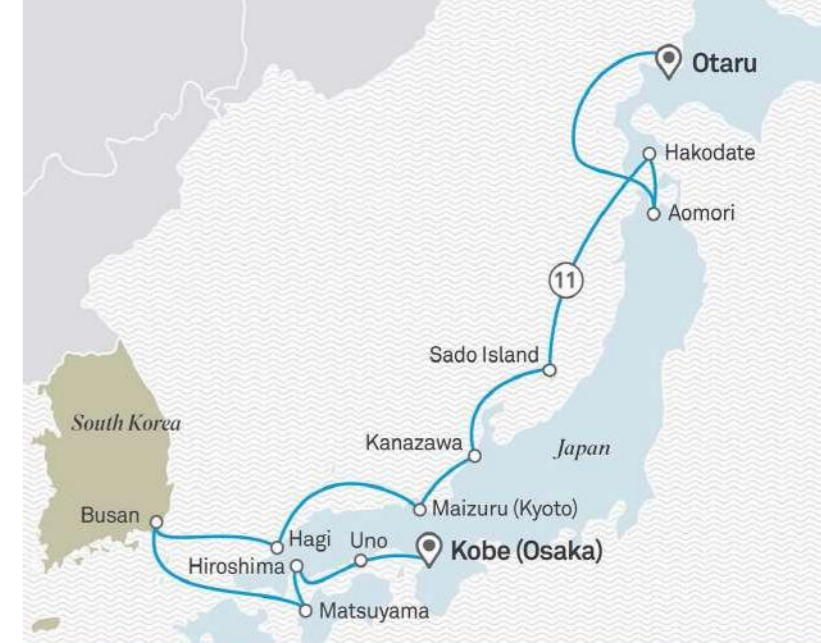 Otaru
Hakodate
Aomori
11
Sado Island
South Korea
Kanazawa
Japan
Busan
Maizuru (Kyoto)
Hagi
Uno
Kobe (Osaka)
Hiroshima
Matsuyama